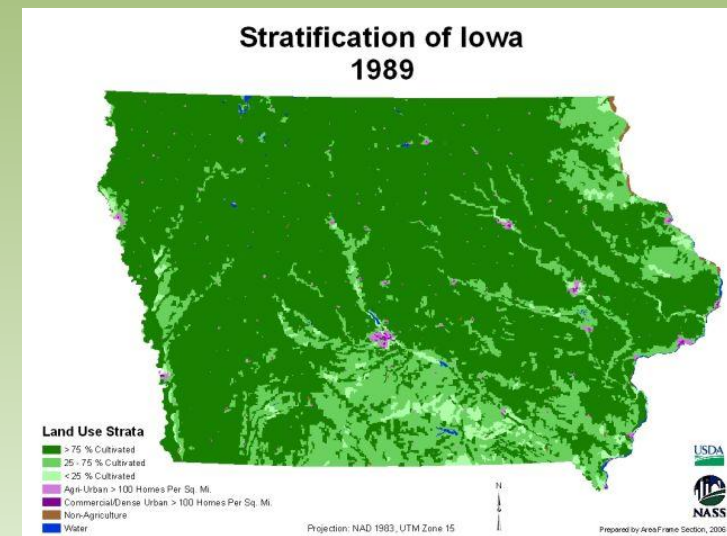 Stratification of Iowa
1989
Land Use Strata
> 75 % Cultivated
25 - 75 % Cultivated
< 25 % Cultivated
Agri-Urban > 100 Homes Per Sq. Mi.
Commercial/Dense Urban > 100 Homes Per Sq. Mi.
Non-Agriculture
Water
N
Projection: NAD 1983, UTM Zone 15
USDA
NASS
Prepared by Area Frame Section, 2006